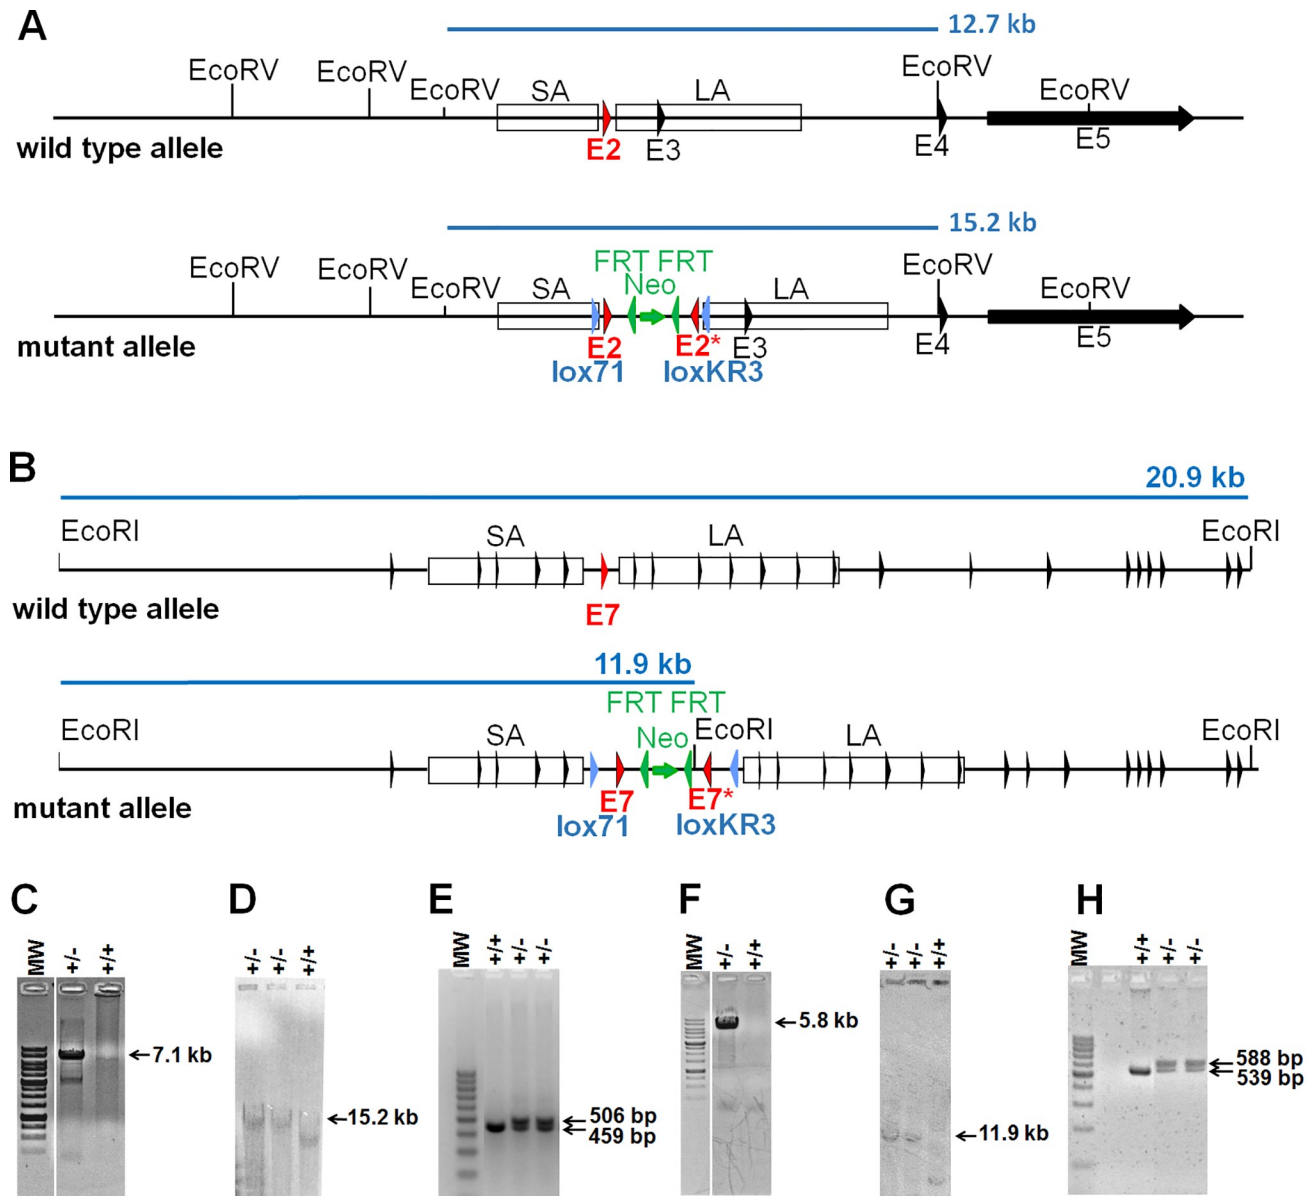 A
12.7 kb
EcoRV EcoRV EcoRV SA LA EcoRV EcoRV
wild type allele E2 E3 E4 E5
15.2 kb
FRT FRT
EcoRV EcoRV EcoRV SA Neo LA EcoRV EcoRV
mutant allele E2 E2* E3 E4 E5
lox71 loxKR3
B
20.9 kb
EcoRI SA LA EcoRI
wild type allele E7
11.9 kb
FRT FRT
EcoRI SA Neo EcoRI LA EcoRI
mutant allele E7 E7*
lox71 loxKR3
C
MW +/- +/+
7.1 kb
D
+/- +/- +/+
15.2 kb
E
MW +/+ +/- +/-
506 bp
459 bp
F
MW +/- +/+
5.8 kb
G
+/- +/- +/+
11.9 kb
H
MW +/+ +/- +/-
588 bp
539 bp